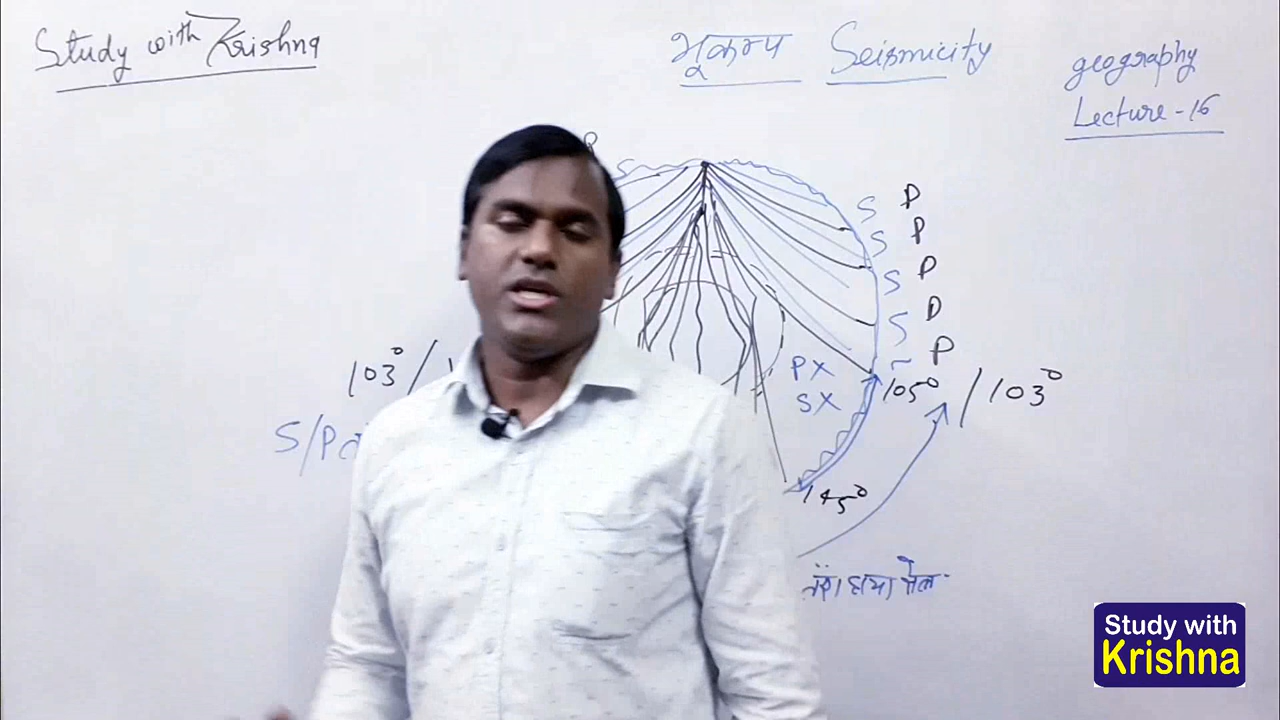 Study with Krishna
भूकम्प Seismicity
geography
Lecture - 16
P
S
S P
S P
S P
S P
P
PX
SX
105° / 103°
103° /
S/P
145°
छाया
Study with
Krishna